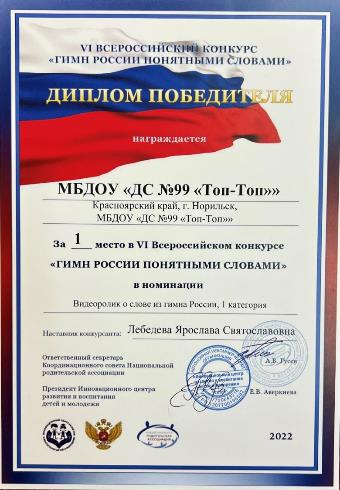 VI ВСЕРОССИЙСКИЙ КОНКУРС
«ГИМН РОССИИ ПОНЯТНЫМИ СЛОВАМИ»
ДИПЛОМ ПОБЕДИТЕЛЯ
награждается
МБДОУ «ДС №99 «Топ-Топ»»
Красноярский край, г. Норильск,
МБДОУ «ДС №99 «Топ-Топ»»
За 1 место в VI Всероссийском конкурсе
«ГИМН РОССИИ ПОНЯТНЫМИ СЛОВАМИ»
в номинации
Видеоролик о слове из гимна России, 1 категория
Наставник конкурсанта: Лебедева Ярослава Святославовна
Ответственный секретарь
Координационного совета Национальной
родительской ассоциации
А.В. Гусев
Президент Инновационного центра
развития и воспитания
детей и молодежи
Е.В. Аверкиева
2022